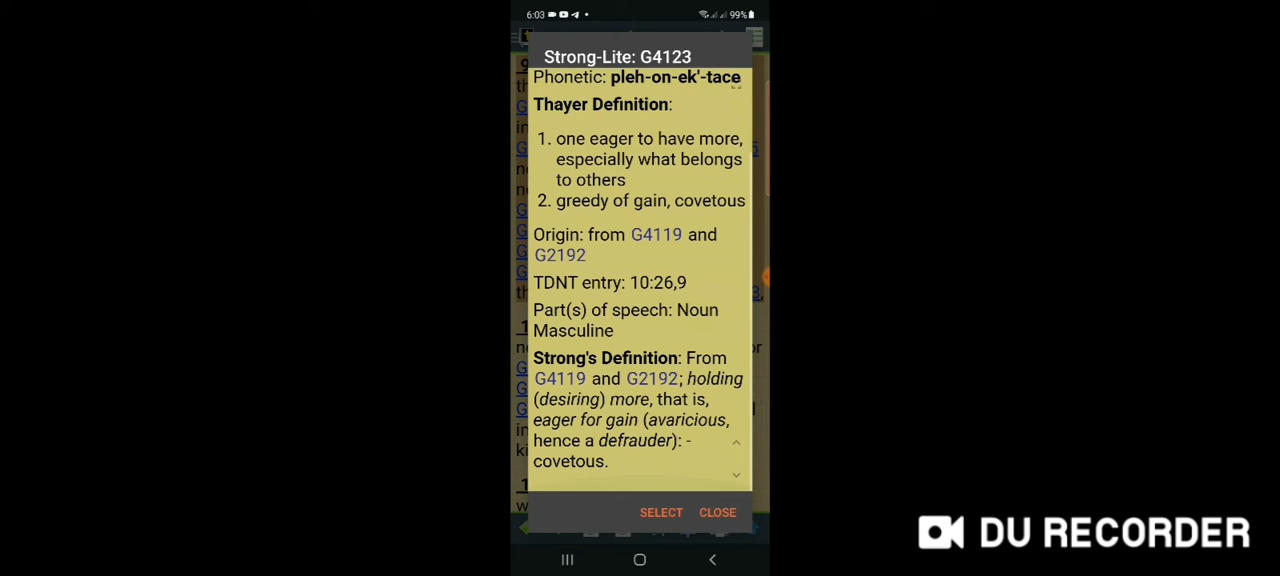 6:03
99%
Strong-Lite: G4123
Phonetic: pleh-on-ek'-tace
Thayer Definition:
1. one eager to have more,
especially what belongs
to others
2. greedy of gain, covetous
Origin: from G4119 and
G2192
TDNT entry: 10:26,9
Part(s) of speech: Noun
Masculine
Strong's Definition: From
G4119 and G2192; holding
(desiring) more, that is,
eager for gain (avaricious,
hence a defrauder): -
covetous.
SELECT CLOSE
DU RECORDER